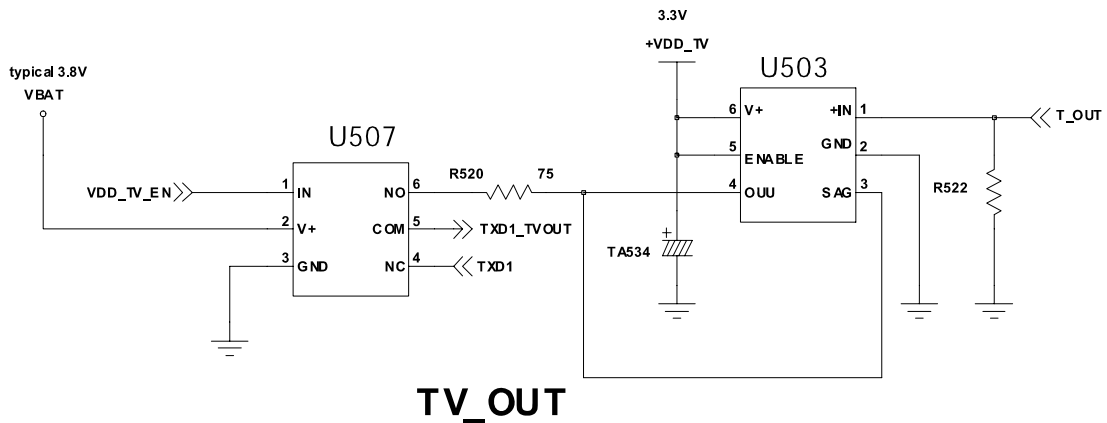 3.3V
+VDD_TV
typical 3.8V
VBAT
U503
6 V+ +IN 1
T_OUT
U507
GND 2
5 ENABLE
R520 75
4 OUU SAG 3
R522
VDD_TV_EN
1 IN NO 6
2 V+ COM 5
TXD1_TVOUT
TA534
+
3 GND NC 4
TXD1
TV_OUT